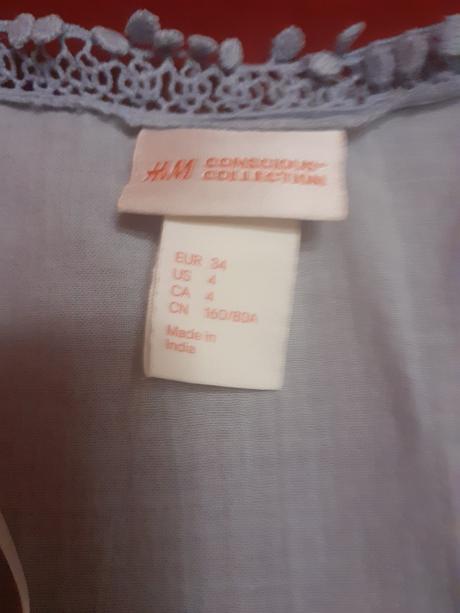 H&M CONSCIOUS
COLLECTION
EUR 34
US 4
CA 4
CN 160/80A
Made in
India